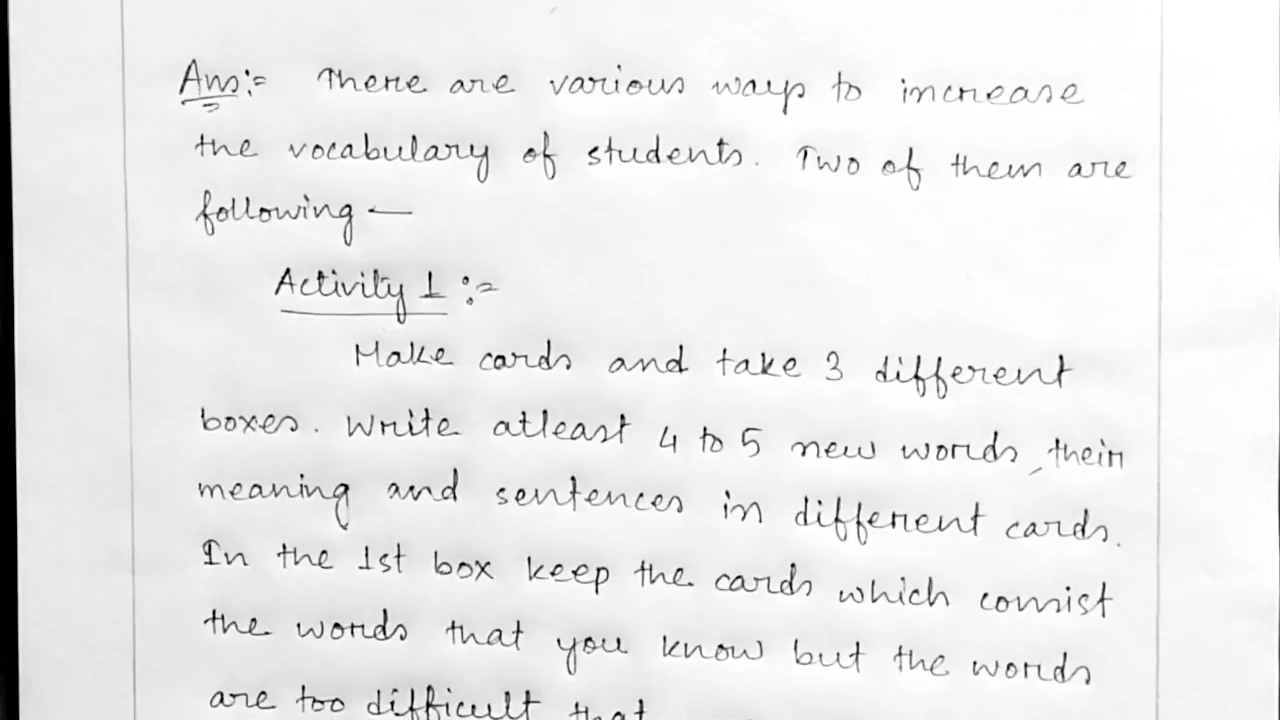 Ans:= There are various ways to increase
the vocabulary of students. Two of them are
following —
Activity 1 :=
Make cards and take 3 different
boxes. Write atleast 4 to 5 new words, their
meaning and sentences in different cards.
In the 1st box keep the cards which consist
the words that you know but the words
are too difficult that